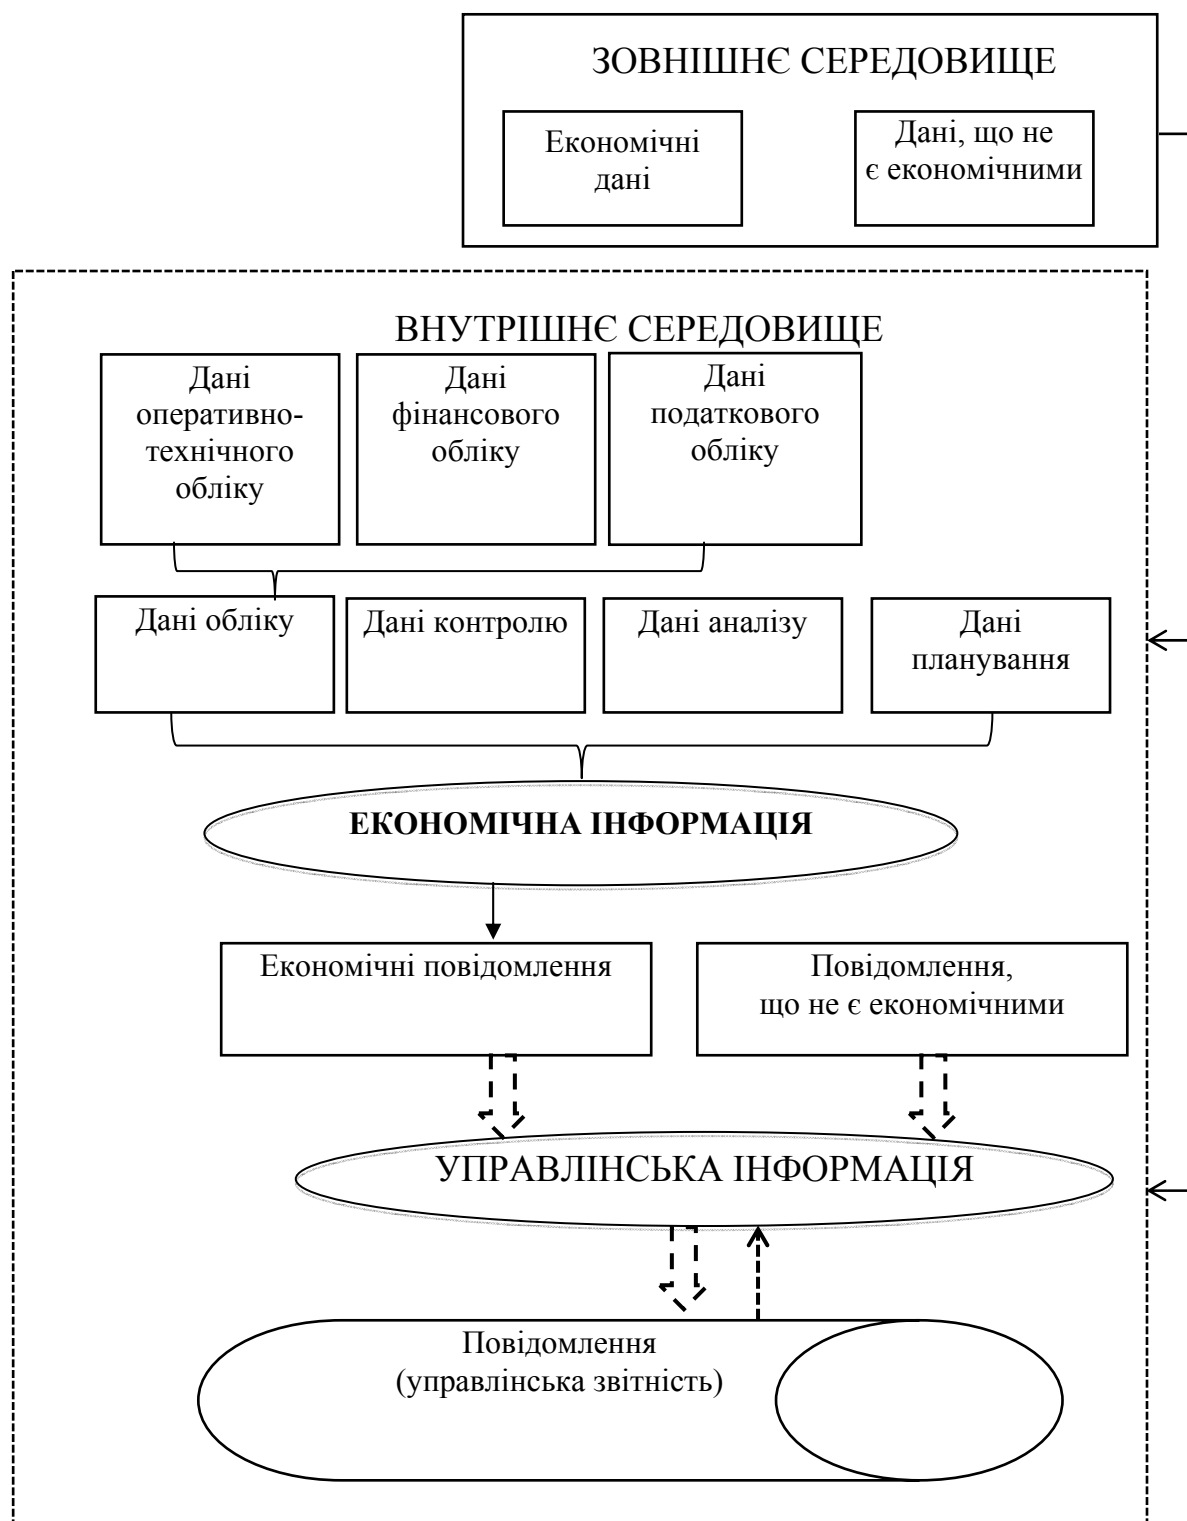 ЗОВНІШНЄ СЕРЕДОВИЩЕ
Економічні
дані
Дані, що не
є економічними
ВНУТРІШНЄ СЕРЕДОВИЩЕ
Дані
оперативно-
технічного
обліку
Дані
фінансового
обліку
Дані
податкового
обліку
Дані обліку
Дані контролю
Дані аналізу
Дані
планування
ЕКОНОМІЧНА ІНФОРМАЦІЯ
Економічні повідомлення
Повідомлення,
що не є економічними
УПРАВЛІНСЬКА ІНФОРМАЦІЯ
Повідомлення
(управлінська звітність)